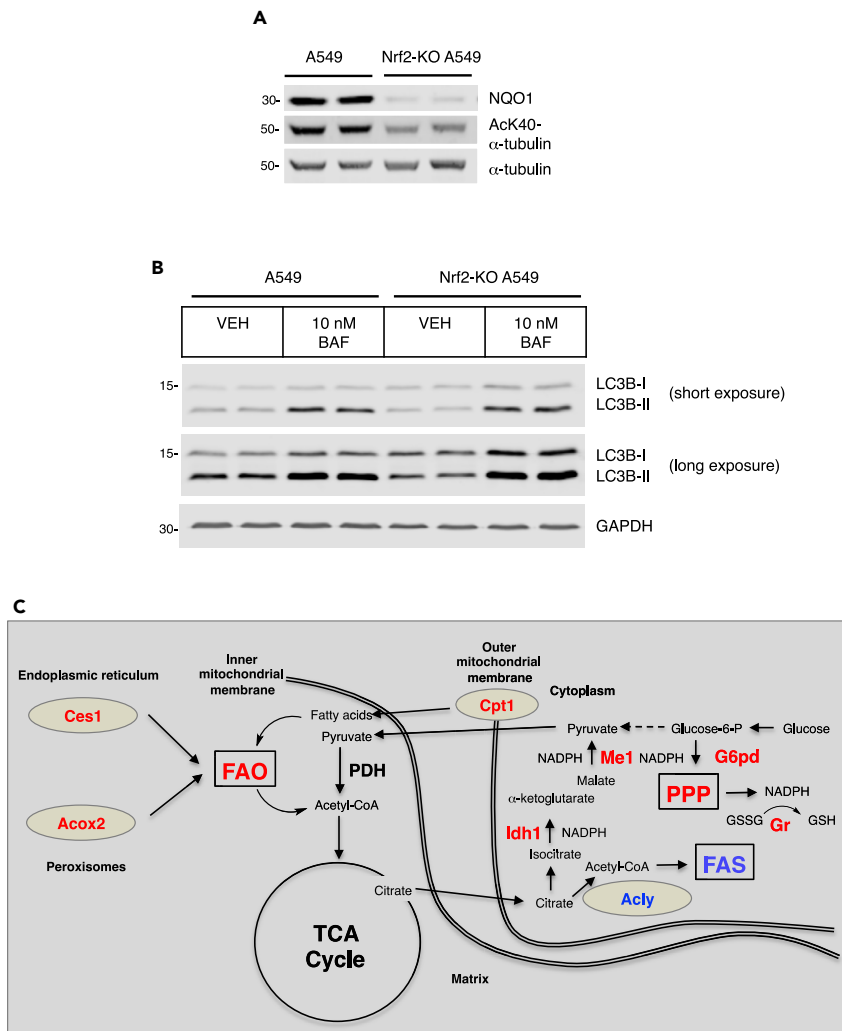 A
A549
Nrf2-KO A549
30-
NQO1
50-
AcK40-
α-tubulin
50-
α-tubulin
B
A549
Nrf2-KO A549
VEH
10 nM
BAF
VEH
10 nM
BAF
15-
LC3B-I
LC3B-II
(short exposure)
15-
LC3B-I
LC3B-II
(long exposure)
30-
GAPDH
C
Endoplasmic reticulum
Ces1
Acox2
Peroxisomes
FAO
Inner
mitochondrial
membrane
Fatty acids
Pyruvate
PDH
Acetyl-CoA
Citrate
TCA
Cycle
Matrix
Outer
mitochondrial
membrane
Cpt1
Cytoplasm
Pyruvate
Glucose-6-P
Glucose
NADPH
Me1
NADPH
G6pd
Malate
α-ketoglutarate
PPP
NADPH
GSSG
Gr
GSH
Idh1
NADPH
Isocitrate
Acetyl-CoA
FAS
Citrate
Acly